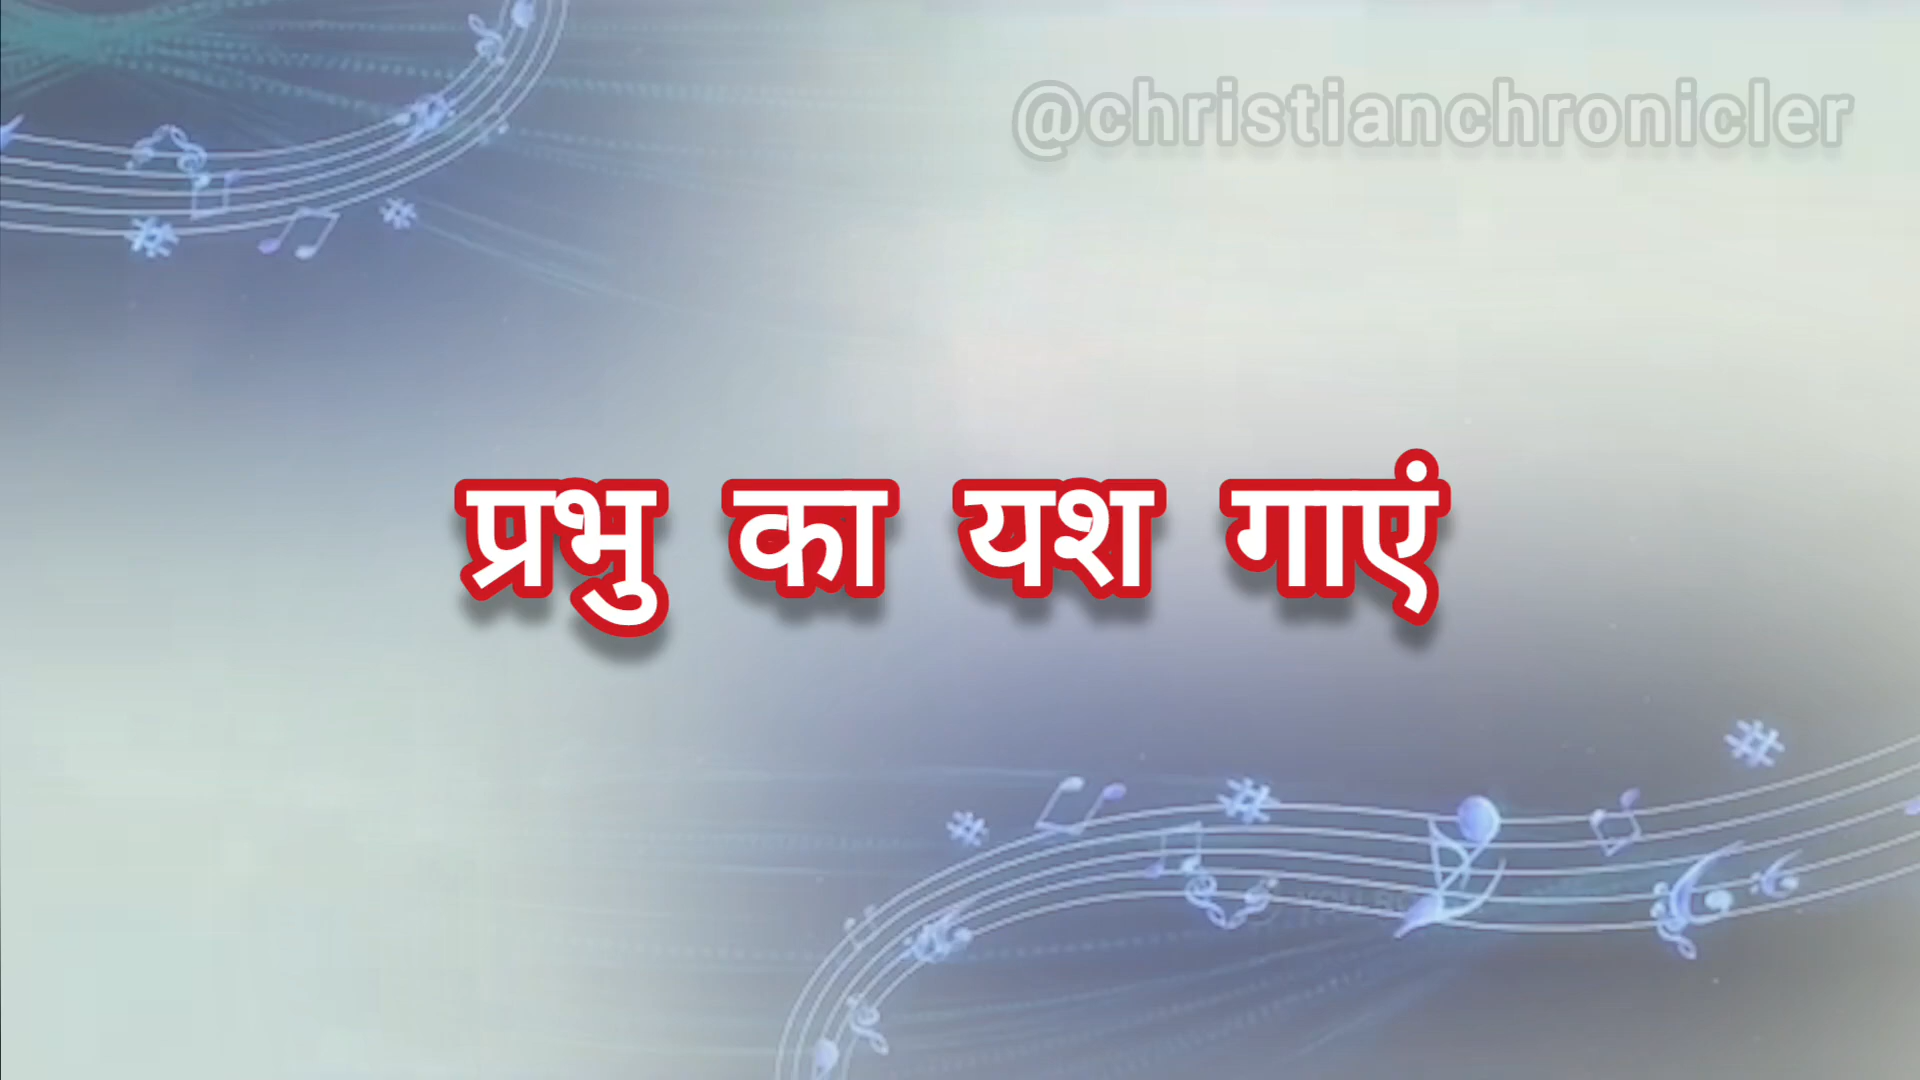 @christianchronicler
प्रभु का यश गाएं